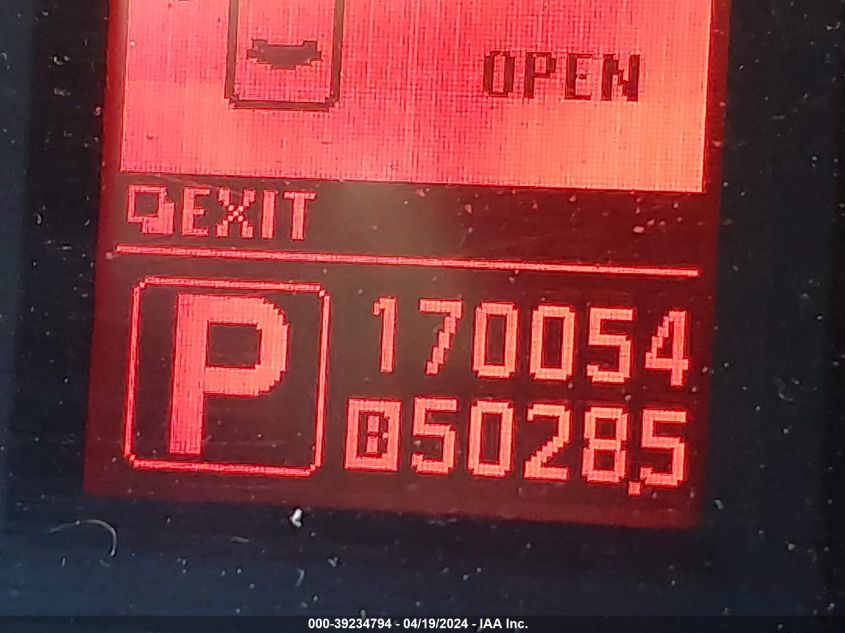 OPEN
EXIT
P
170054
B5028.5
000-39234794 - 04/19/2024 - IAA Inc.